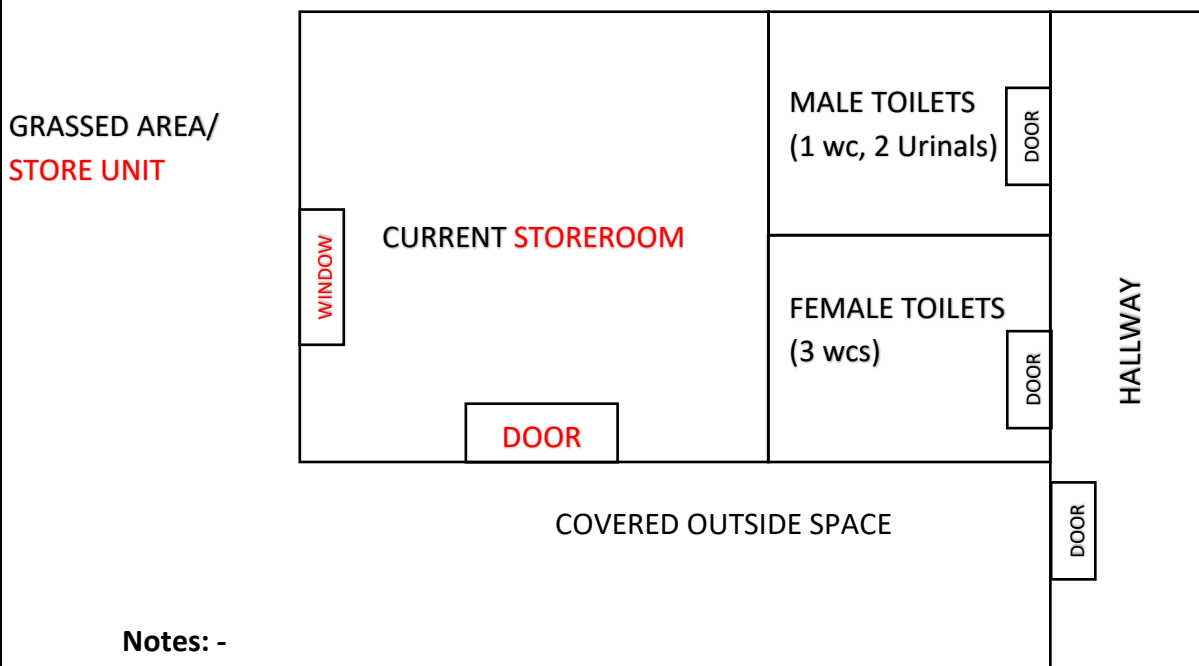 GRASSED AREA/
STORE UNIT
WINDOW
CURRENT STOREROOM
DOOR
MALE TOILETS
(1 wc, 2 Urinals)
DOOR
FEMALE TOILETS
(3 wcs)
DOOR
HALLWAY
COVERED OUTSIDE SPACE
DOOR
Notes: -